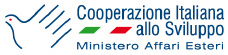 Cooperazione Italiana
allo Sviluppo
Ministero Affari Esteri